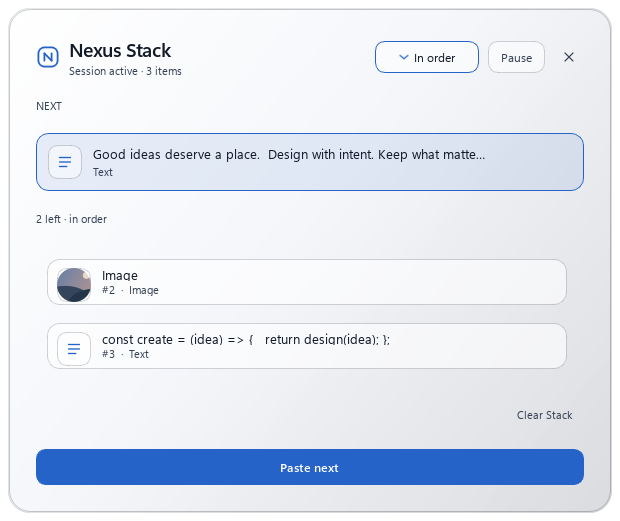 Nexus Stack
Session active · 3 items
In order
Pause
NEXT
Good ideas deserve a place.  Design with intent. Keep what matte...
Text
2 left · in order
Image
#2 · Image
const create = (idea) => {   return design(idea); };
#3 · Text
Clear Stack
Paste next